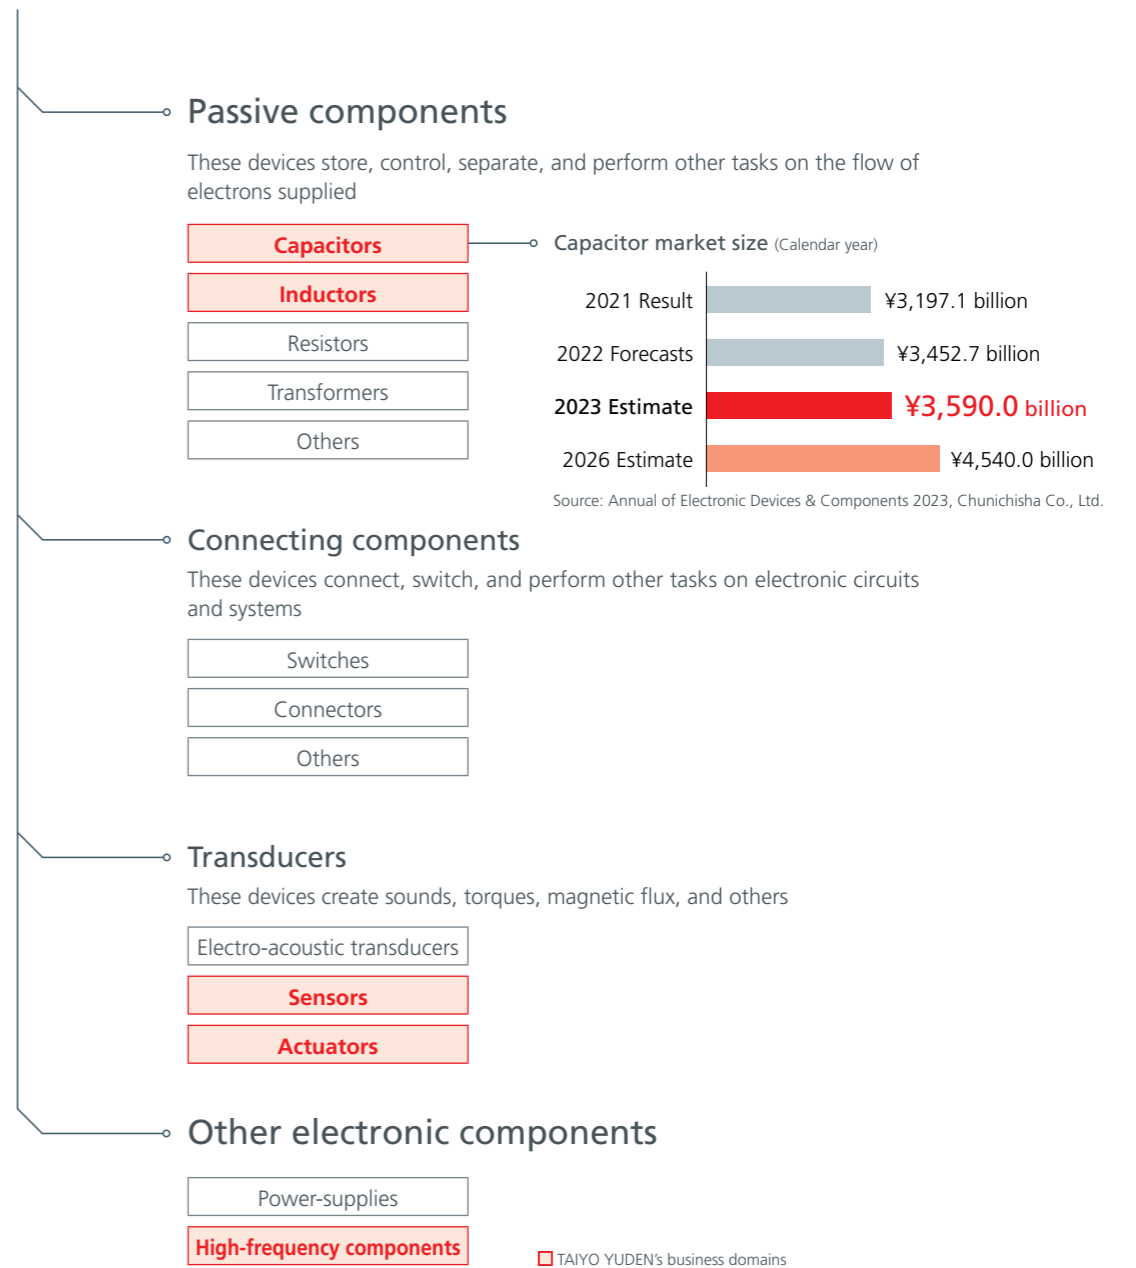 Passive components
These devices store, control, separate, and perform other tasks on the flow of
electrons supplied
Capacitors
Inductors
Resistors
Transformers
Others
Capacitor market size (Calendar year)
2021 Result ¥3,197.1 billion
2022 Forecasts ¥3,452.7 billion
2023 Estimate ¥3,590.0 billion
2026 Estimate ¥4,540.0 billion
Source: Annual of Electronic Devices & Components 2023, Chunichisha Co., Ltd.
Connecting components
These devices connect, switch, and perform other tasks on electronic circuits
and systems
Switches
Connectors
Others
Transducers
These devices create sounds, torques, magnetic flux, and others
Electro-acoustic transducers
Sensors
Actuators
Other electronic components
Power-supplies
High-frequency components
TAIYO YUDEN's business domains